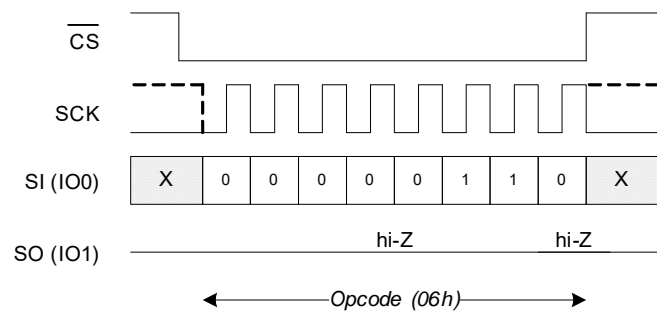 CS
SCK
SI (IO0) X 0 0 0 0 0 1 1 0 X
SO (IO1) hi-Z hi-Z
Opcode (06h)